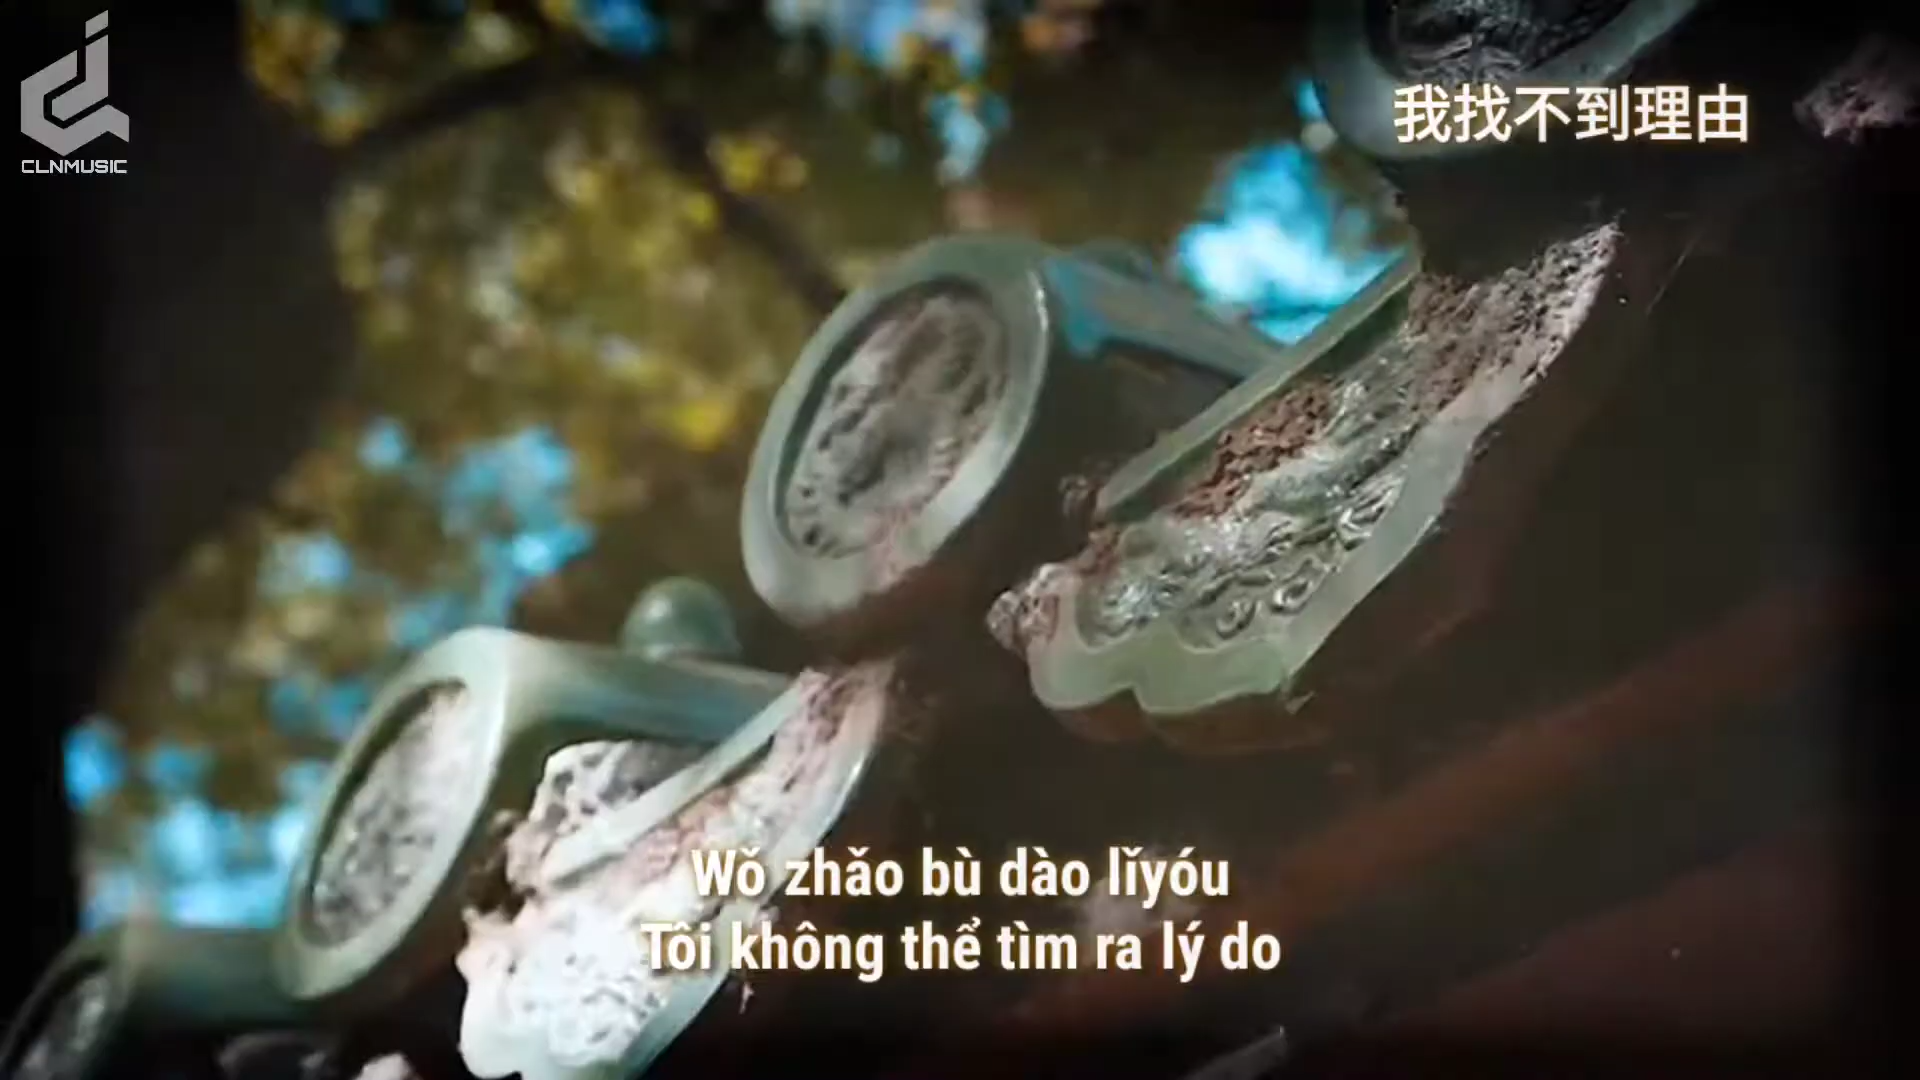 CLNMUSIC
我找不到理由
Wǒ zhǎo bù dào lǐyóu
Tôi không thể tìm ra lý do